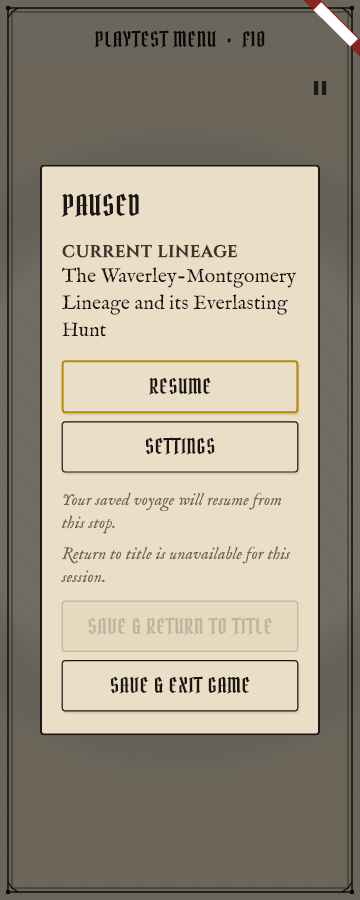 PLAYTEST MENU · F10
PAUSED
CURRENT LINEAGE
The Waverley-Montgomery
Lineage and its Everlasting
Hunt
RESUME
SETTINGS
Your saved voyage will resume from
this stop.
Return to title is unavailable for this
session.
SAVE & RETURN TO TITLE
SAVE & EXIT GAME